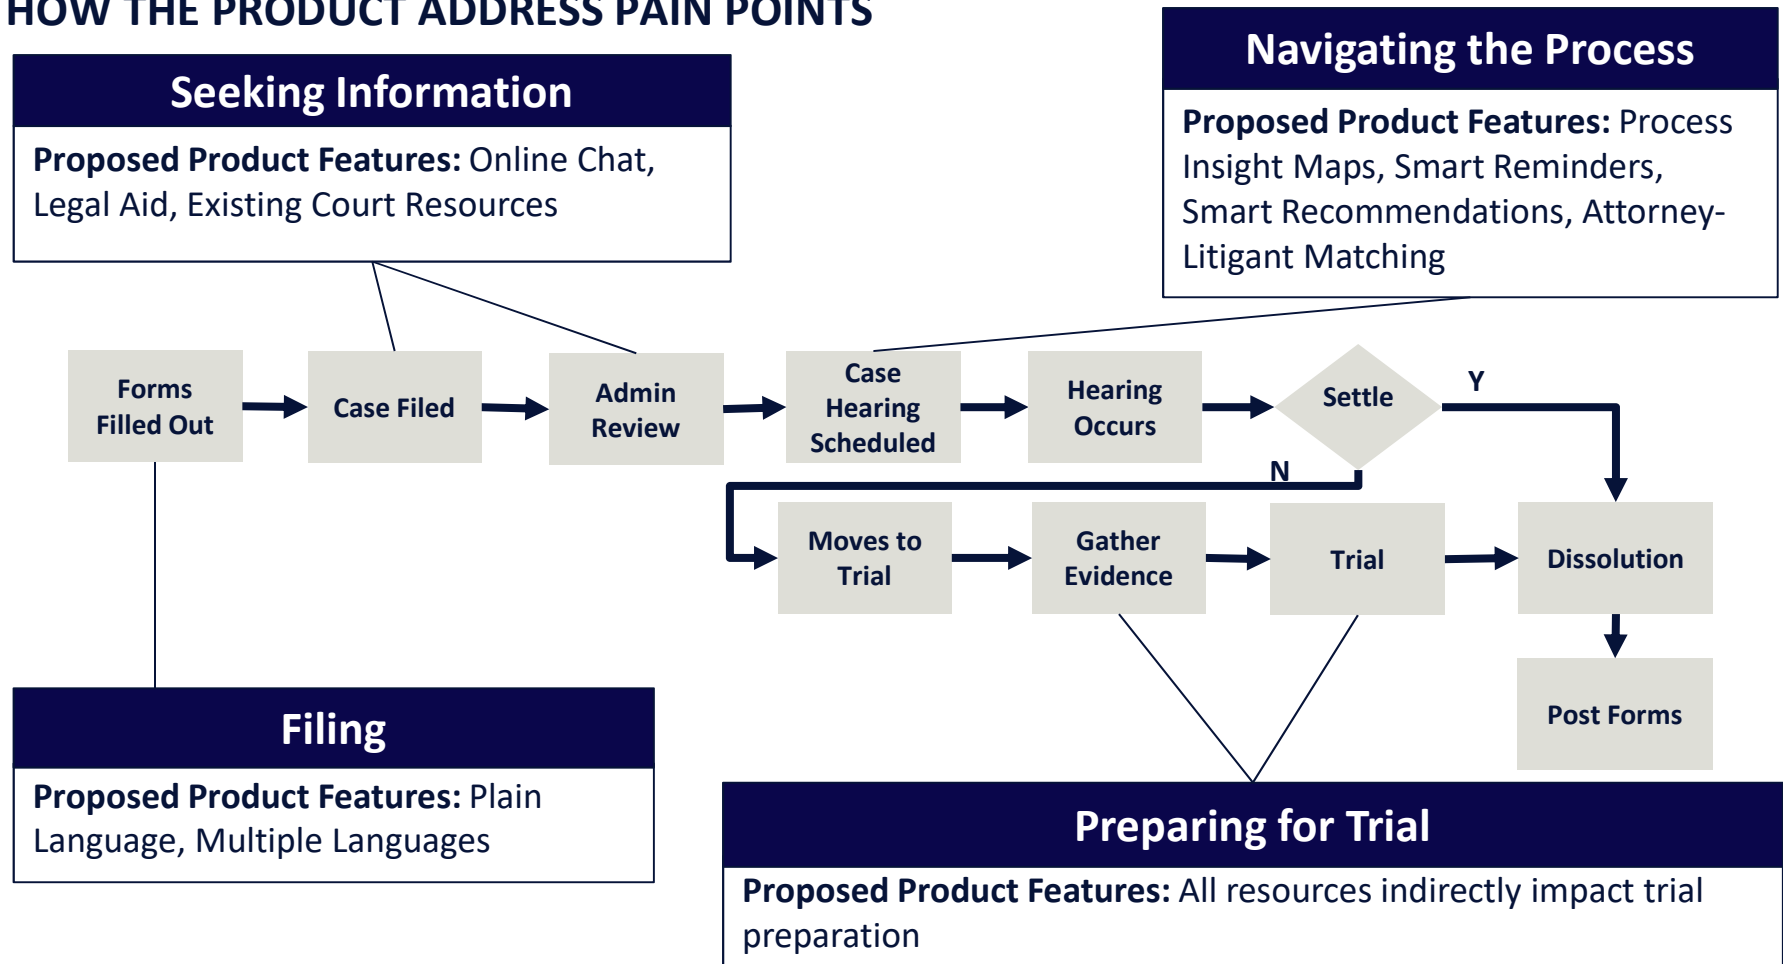 HOW THE PRODUCT ADDRESS PAIN POINTS
Seeking Information
Proposed Product Features: Online Chat,
Legal Aid, Existing Court Resources
Navigating the Process
Proposed Product Features: Process
Insight Maps, Smart Reminders,
Smart Recommendations, Attorney-
Litigant Matching
Forms
Filled Out
Case Filed
Admin
Review
Case
Hearing
Scheduled
Hearing
Occurs
Settle
Y
N
Moves to
Trial
Gather
Evidence
Trial
Dissolution
Post Forms
Filing
Proposed Product Features: Plain
Language, Multiple Languages
Preparing for Trial
Proposed Product Features: All resources indirectly impact trial
preparation